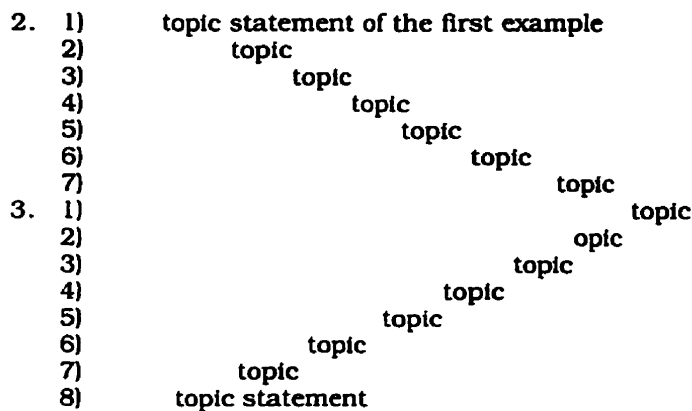 2. 1) topic statement of the first example
2) topic
3) topic
4) topic
5) topic
6) topic
7) topic
3. 1) topic
2) opic
3) topic
4) topic
5) topic
6) topic
7) topic
8) topic statement